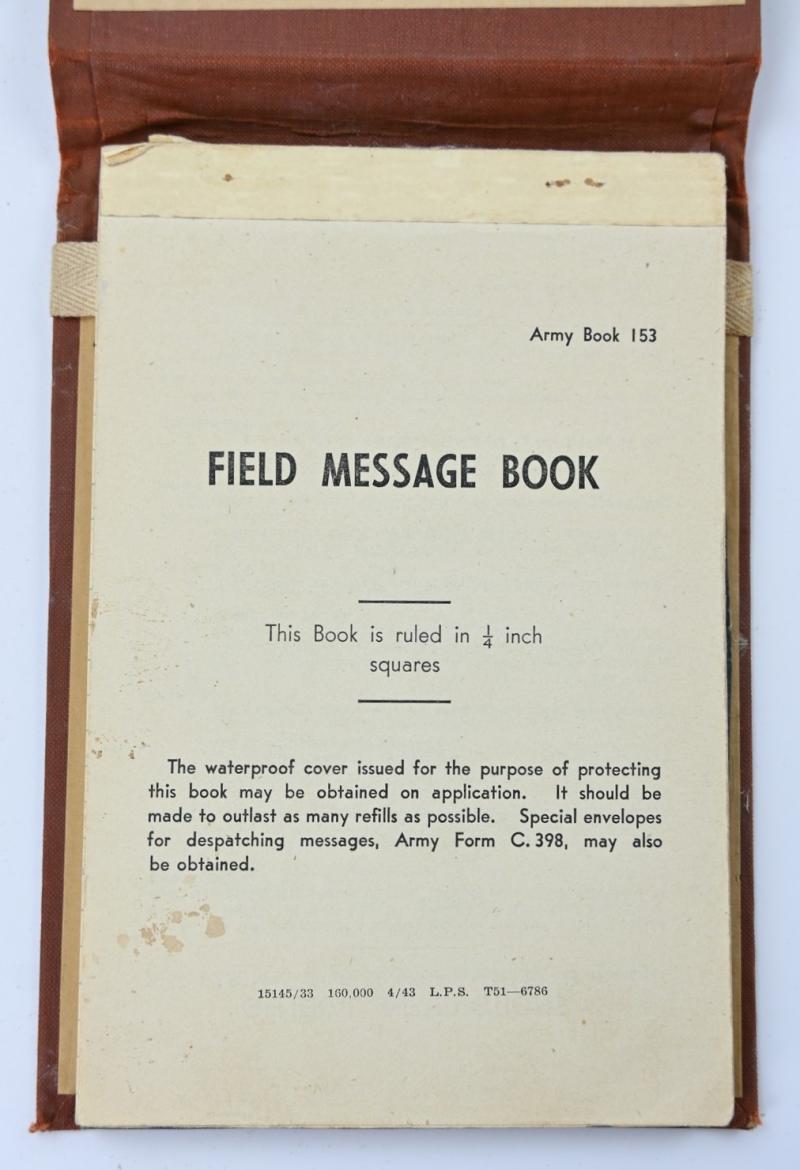 Army Book 153
FIELD MESSAGE BOOK
This Book is ruled in ¼ inch
squares
The waterproof cover issued for the purpose of protecting
this book may be obtained on application. It should be
made to outlast as many refills as possible. Special envelopes
for despatching messages, Army Form C. 398, may also
be obtained.
15145/33 160,000 4/43 L.P.S. T51—6786